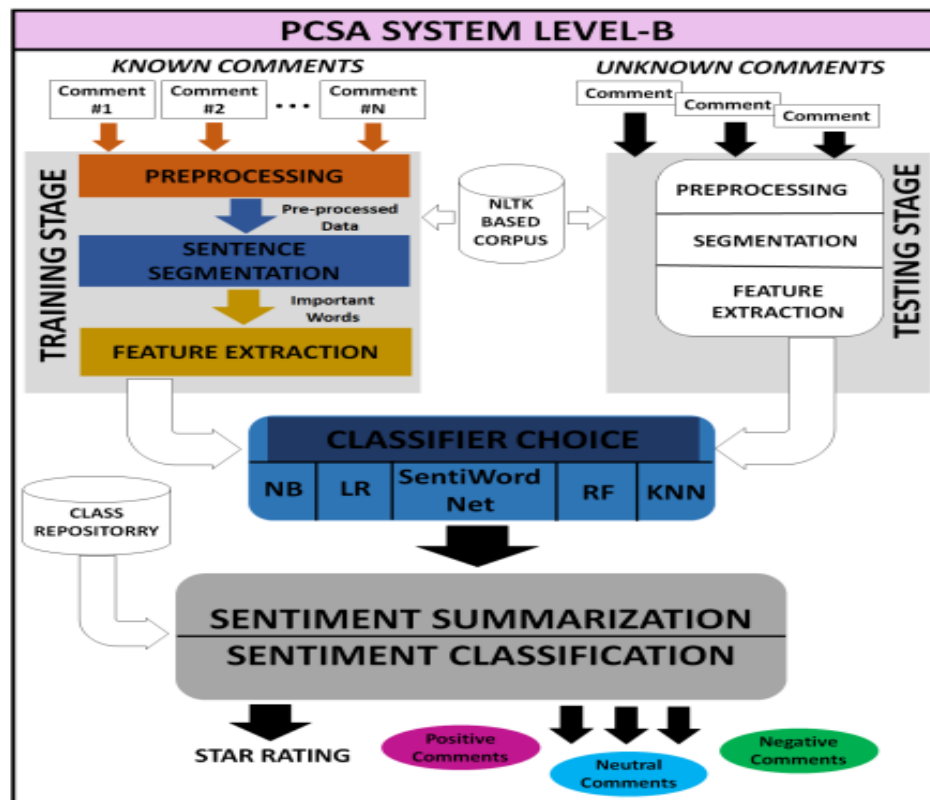 PCSA SYSTEM LEVEL-B
KNOWN COMMENTS
UNKNOWN COMMENTS
Comment
#1
Comment
#2
...
Comment
#N
Comment
Comment
Comment
TRAINING STAGE
PREPROCESSING
Pre-processed
Data
SENTENCE
SEGMENTATION
Important
Words
FEATURE EXTRACTION
NLTK
BASED
CORPUS
PREPROCESSING
SEGMENTATION
FEATURE
EXTRACTION
TESTING STAGE
CLASSIFIER CHOICE
NB
LR
SentiWord
Net
RF
KNN
CLASS
REPOSITORRY
SENTIMENT SUMMARIZATION
SENTIMENT CLASSIFICATION
STAR RATING
Positive
Comments
Neutral
Comments
Negative
Comments